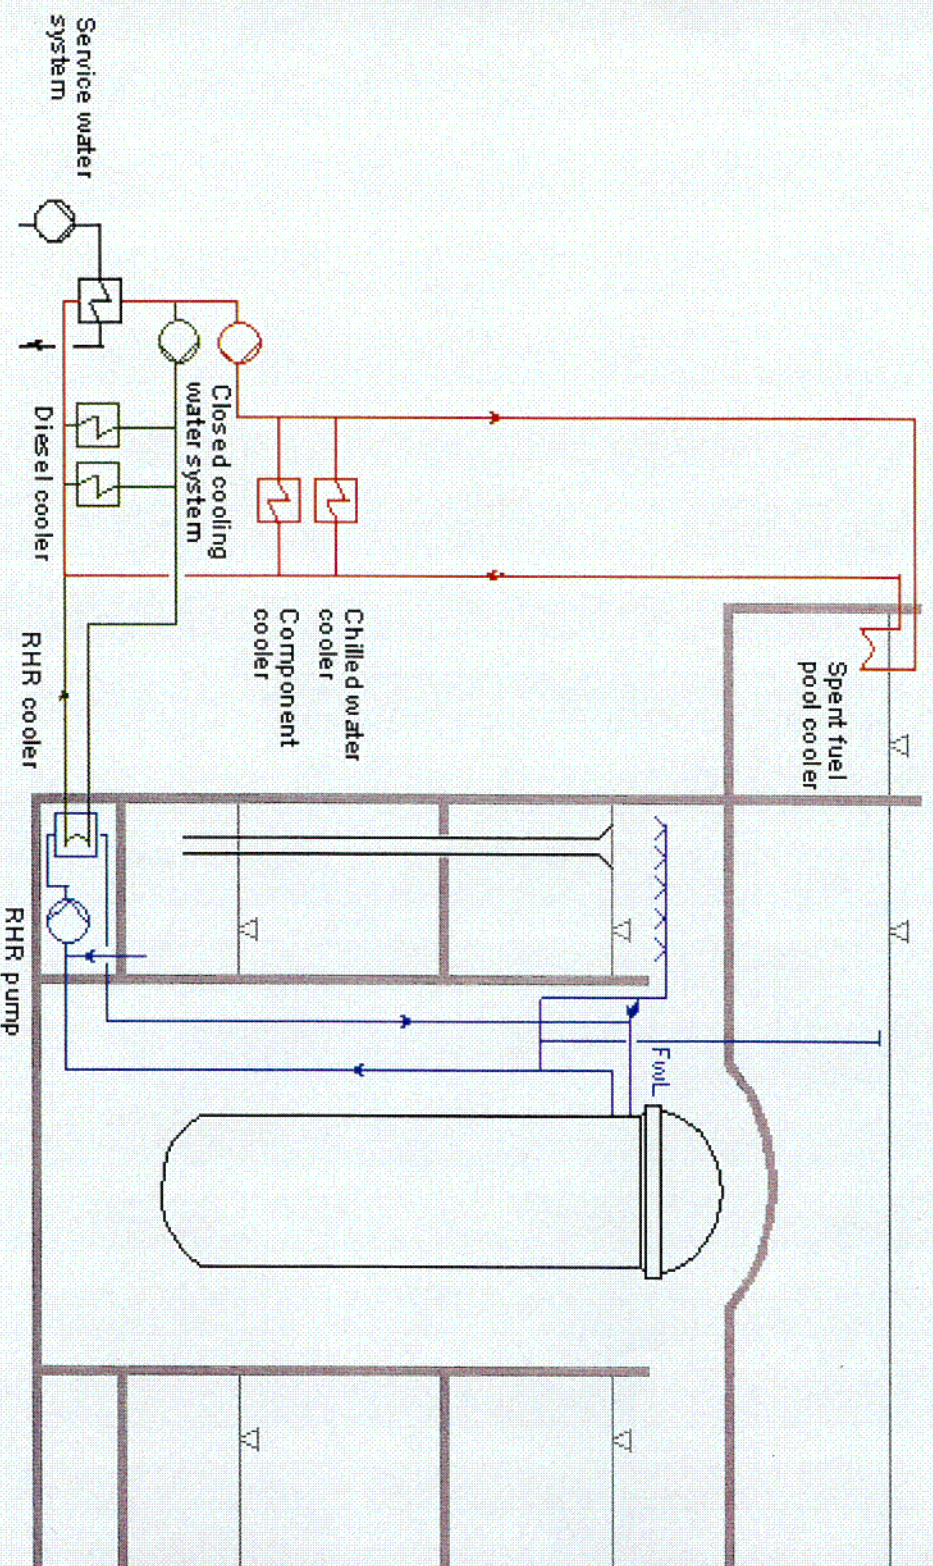 Spent fuel
pool cooler
FwL
Chilled water
cooler
Component
cooler
Closed cooling
water system
Service water
system
Diesel cooler
RHR cooler
RHR pump